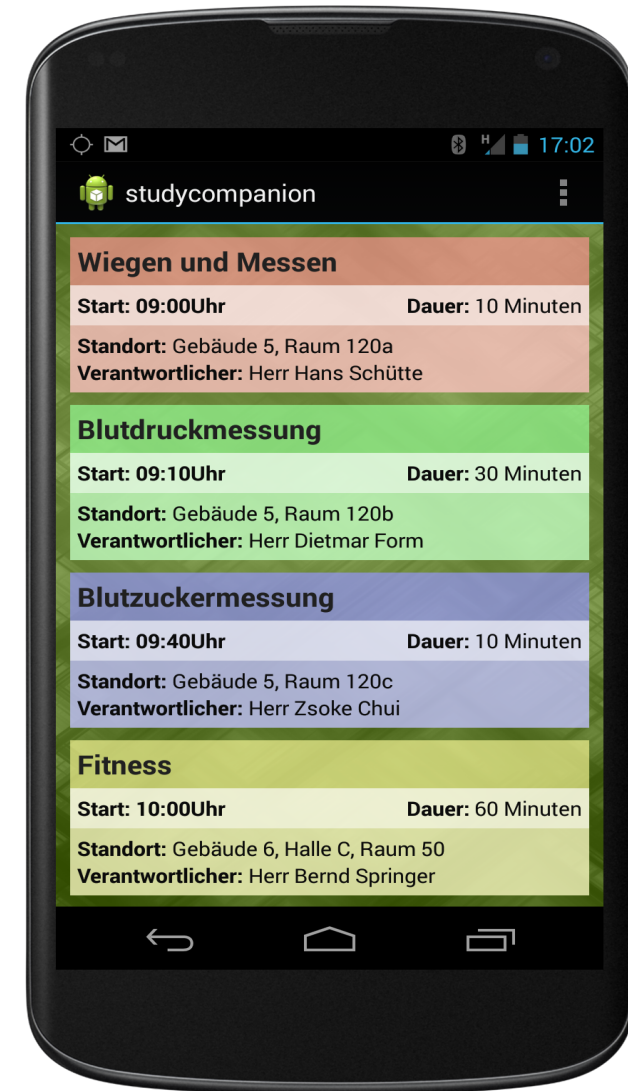 H
17:02
studycompanion
Wiegen und Messen
Start: 09:00Uhr Dauer: 10 Minuten
Standort: Gebäude 5, Raum 120a
Verantwortlicher: Herr Hans Schütte
Blutdruckmessung
Start: 09:10Uhr Dauer: 30 Minuten
Standort: Gebäude 5, Raum 120b
Verantwortlicher: Herr Dietmar Form
Blutzuckermessung
Start: 09:40Uhr Dauer: 10 Minuten
Standort: Gebäude 5, Raum 120c
Verantwortlicher: Herr Zsoke Chui
Fitness
Start: 10:00Uhr Dauer: 60 Minuten
Standort: Gebäude 6, Halle C, Raum 50
Verantwortlicher: Herr Bernd Springer